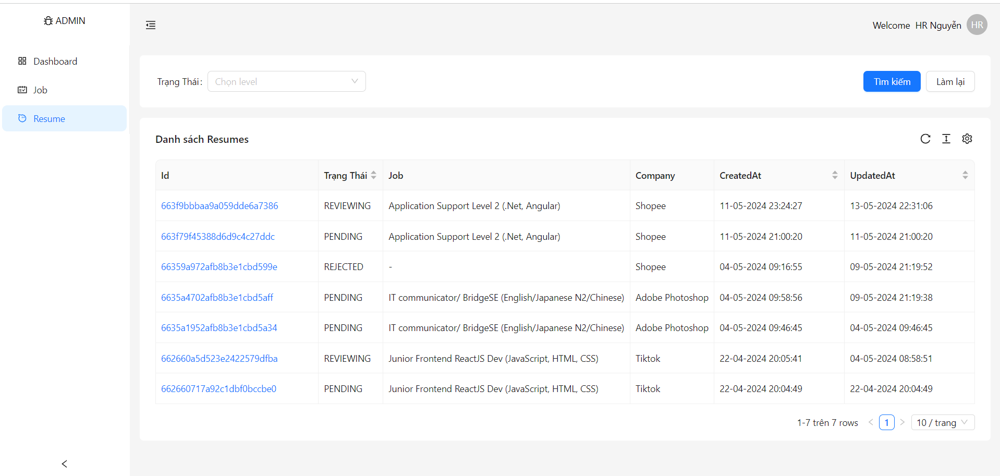 ADMIN
Welcome HR Nguyễn HR
Dashboard
Job
Resume
Trạng Thái: Chọn level
Tìm kiếm Làm lại
Danh sách Resumes
Id Trạng Thái Job Company CreatedAt UpdatedAt
663f9bbbaa9a059dde6a7386 REVIEWING Application Support Level 2 (.Net, Angular) Shopee 11-05-2024 23:24:27 13-05-2024 22:31:06
663f79f45388d6d9c4c27ddc PENDING Application Support Level 2 (.Net, Angular) Shopee 11-05-2024 21:00:20 11-05-2024 21:00:20
66359a972afb8b3e1cbd599e REJECTED - Shopee 04-05-2024 09:16:55 09-05-2024 21:19:52
6635a4702afb8b3e1cbd5aff PENDING IT communicator/ BridgeSE (English/Japanese N2/Chinese) Adobe Photoshop 04-05-2024 09:58:56 09-05-2024 21:19:38
6635a1952afb8b3e1cbd5a34 PENDING IT communicator/ BridgeSE (English/Japanese N2/Chinese) Adobe Photoshop 04-05-2024 09:46:45 04-05-2024 09:46:45
662660a5d523e2422579dfba REVIEWING Junior Frontend ReactJS Dev (JavaScript, HTML, CSS) Tiktok 22-04-2024 20:05:41 04-05-2024 08:58:51
662660717a92c1dbf0bccbe0 PENDING Junior Frontend ReactJS Dev (JavaScript, HTML, CSS) Tiktok 22-04-2024 20:04:49 22-04-2024 20:04:49
1-7 trên 7 rows < 1 > 10 / trang